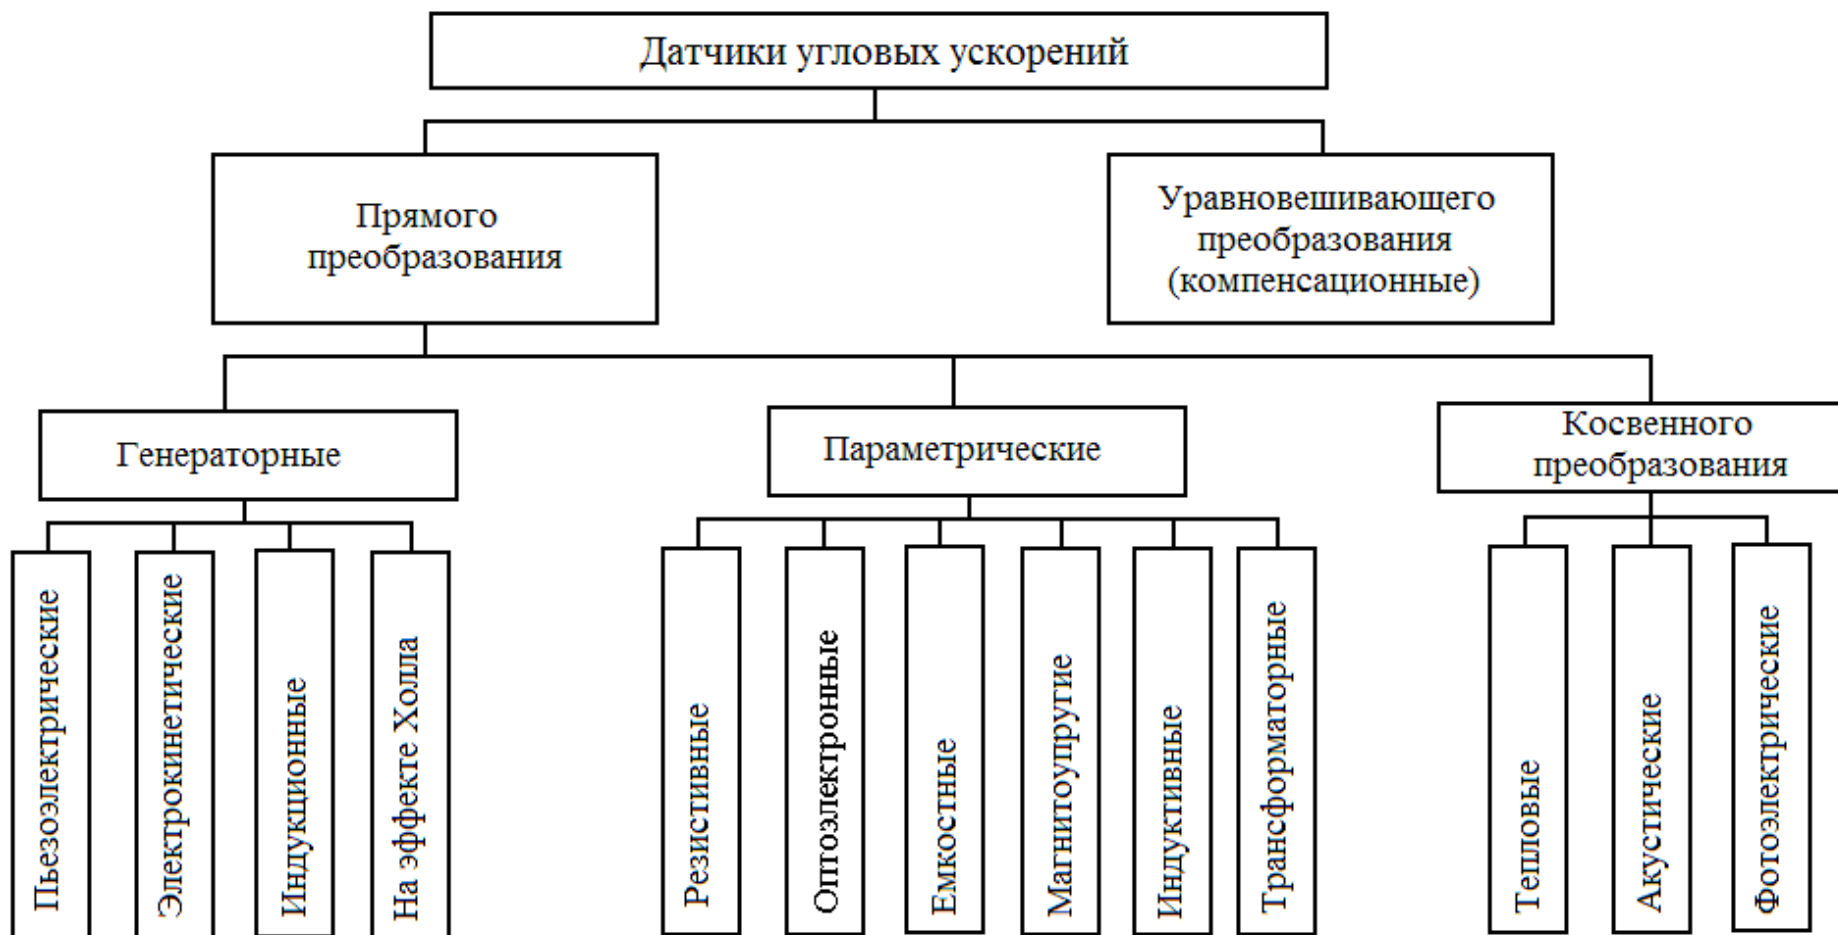 Датчики угловых ускорений
Прямого
преобразования
Уравновешивающего
преобразования
(компенсационные)
Генераторные
Параметрические
Косвенного
преобразования
Пьезоэлектрические
Электрокинетические
Индукционные
На эффекте Холла
Резистивные
Оптоэлектронные
Емкостные
Магнитоупругие
Индуктивные
Трансформаторные
Тепловые
Акустические
Фотоэлектрические